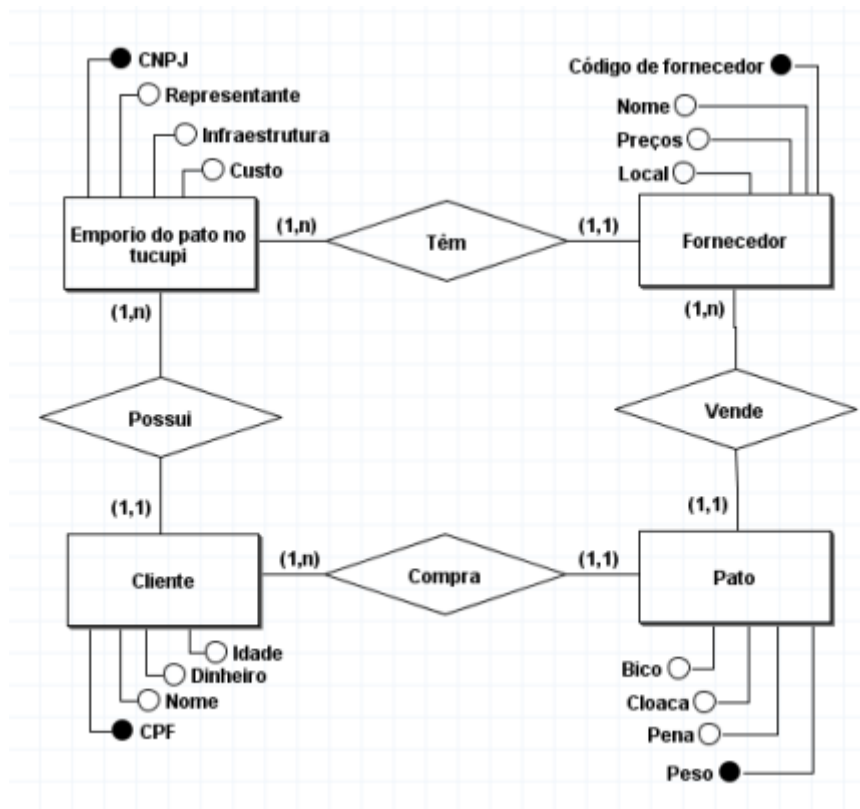 CNPJ
Representante
Infraestrutura
Custo
Código de fornecedor
Nome
Preços
Local
Emporio do pato no
tucupi
(1,n)
Têm
(1,1)
Fornecedor
(1,n)
(1,n)
Possui
Vende
(1,1)
(1,1)
Cliente
(1,n)
Compra
(1,1)
Pato
Idade
Dinheiro
Nome
CPF
Bico
Cloaca
Pena
Peso